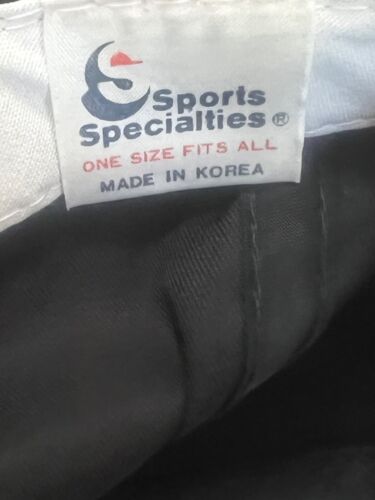 Sports
Specialties®
ONE SIZE FITS ALL
MADE IN KOREA